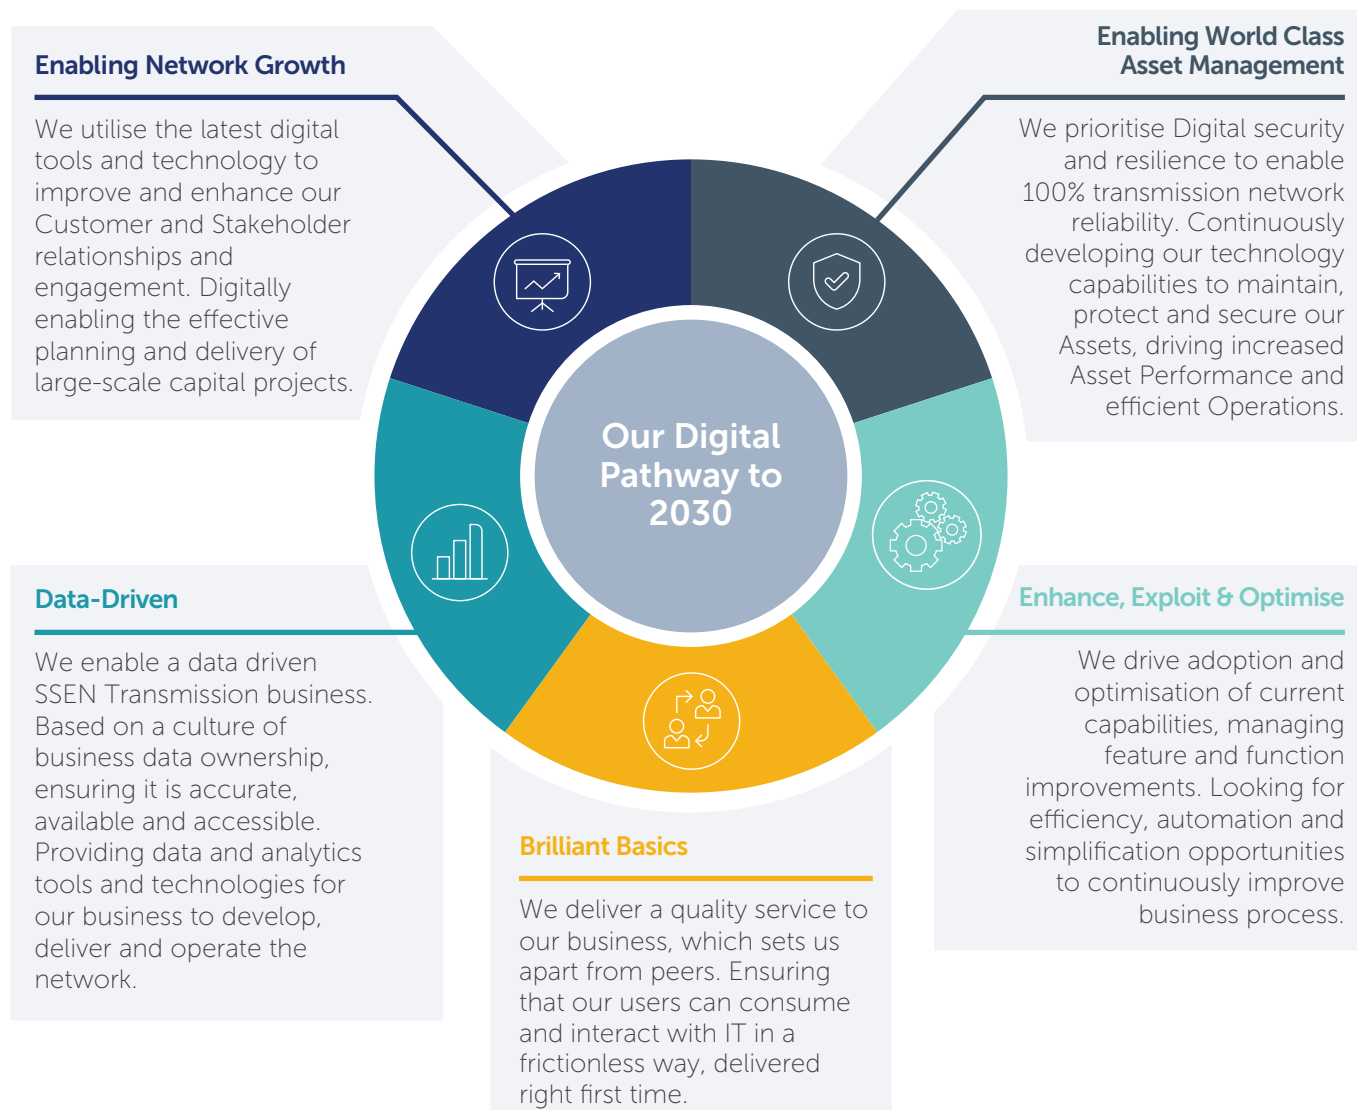 Enabling Network Growth
We utilise the latest digital
tools and technology to
improve and enhance our
Customer and Stakeholder
relationships and
engagement. Digitally
enabling the effective
planning and delivery of
large-scale capital projects.
Enabling World Class
Asset Management
We prioritise Digital security
and resilience to enable
100% transmission network
reliability. Continuously
developing our technology
capabilities to maintain,
protect and secure our
Assets, driving increased
Asset Performance and
efficient Operations.
Our Digital
Pathway to
2030
Data-Driven
We enable a data driven
SSEN Transmission business.
Based on a culture of
business data ownership,
ensuring it is accurate,
available and accessible.
Providing data and analytics
tools and technologies for
our business to develop,
deliver and operate the
network.
Brilliant Basics
We deliver a quality service to
our business, which sets us
apart from peers. Ensuring
that our users can consume
and interact with IT in a
frictionless way, delivered
right first time.
Enhance, Exploit & Optimise
We drive adoption and
optimisation of current
capabilities, managing
feature and function
improvements. Looking for
efficiency, automation and
simplification opportunities
to continuously improve
business process.